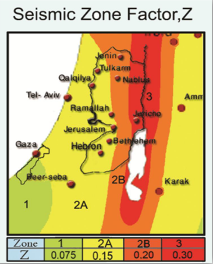 Seismic Zone Factor,Z
Jenin
Tulkarm
Qalqilya
Nablus
Tel- Aviv
3
Ramallah
Amm
Jericho
Jerusalem
Bethlehem
Gaza
Hebron
Beer-seba
2B
Karak
1
2A
Zone 1 2A 2B 3
Z 0.075 0.15 0.20 0.30